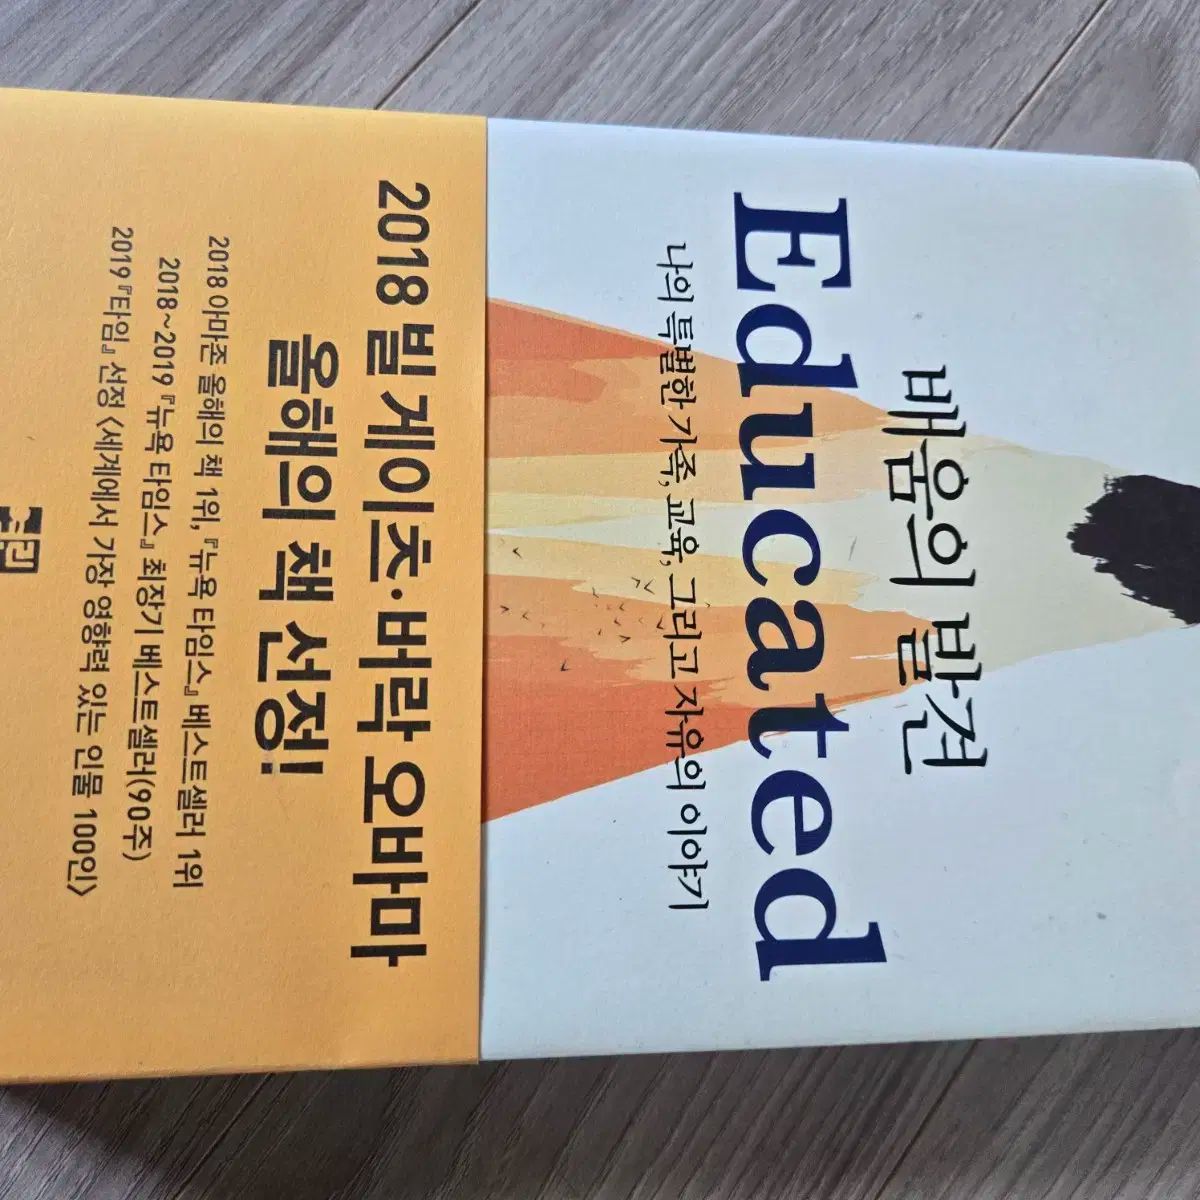 배움의 발견
Educated
나의 특별한 가족, 교육, 그리고 자유의 이야기
2018 빌 게이츠·버락 오바마
올해의 책 선정!
2018 아마존 올해의 책 1위, 『뉴욕 타임스』 베스트셀러 1위
2018~2019 『뉴욕 타임스』 최장기 베스트셀러(90주)
2019 『타임』 선정 〈세계에서 가장 영향력 있는 인물 100인〉